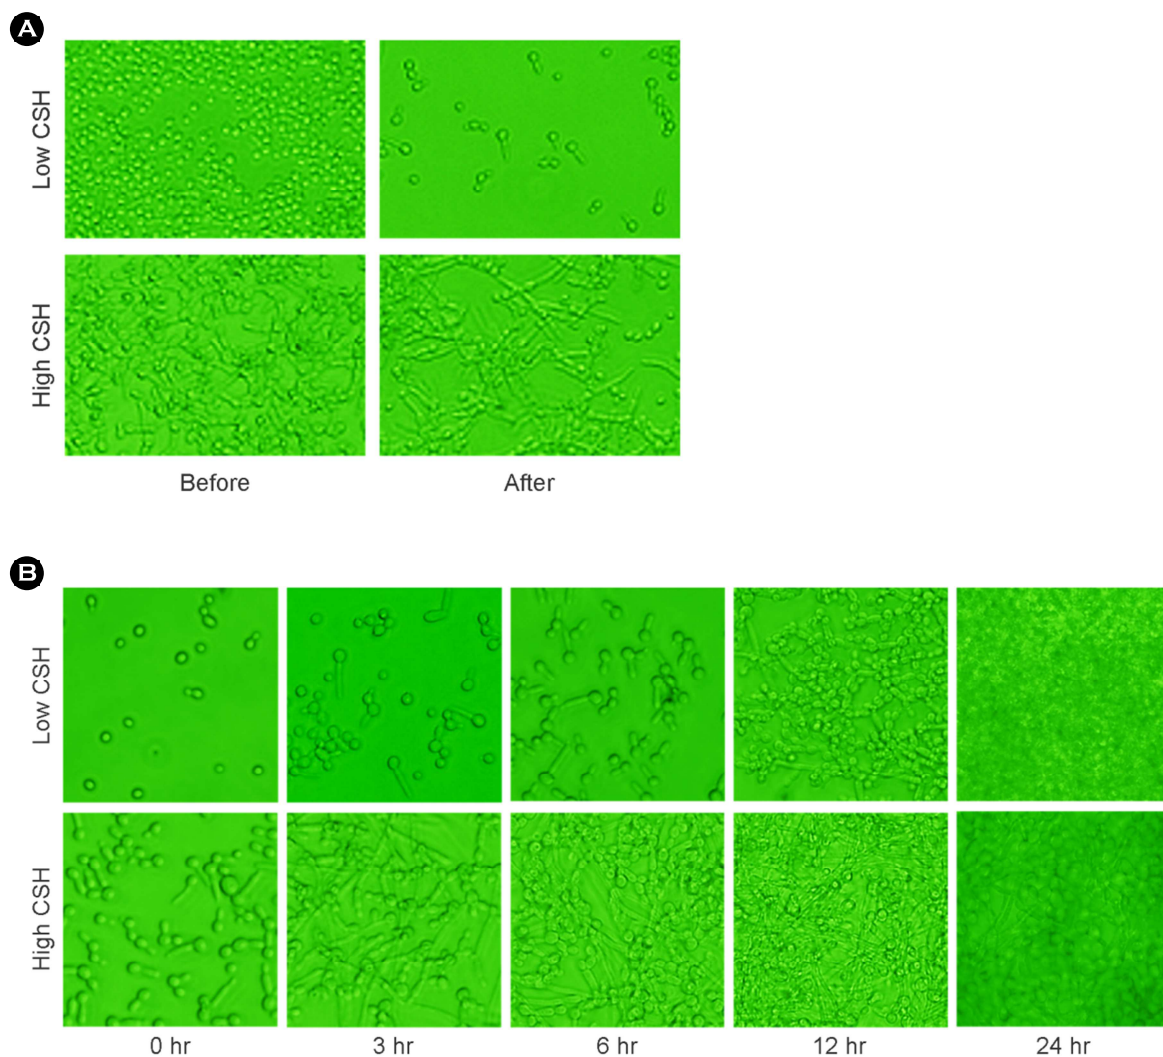 A
Low CSH
High CSH
Before
After
B
Low CSH
High CSH
0 hr
3 hr
6 hr
12 hr
24 hr